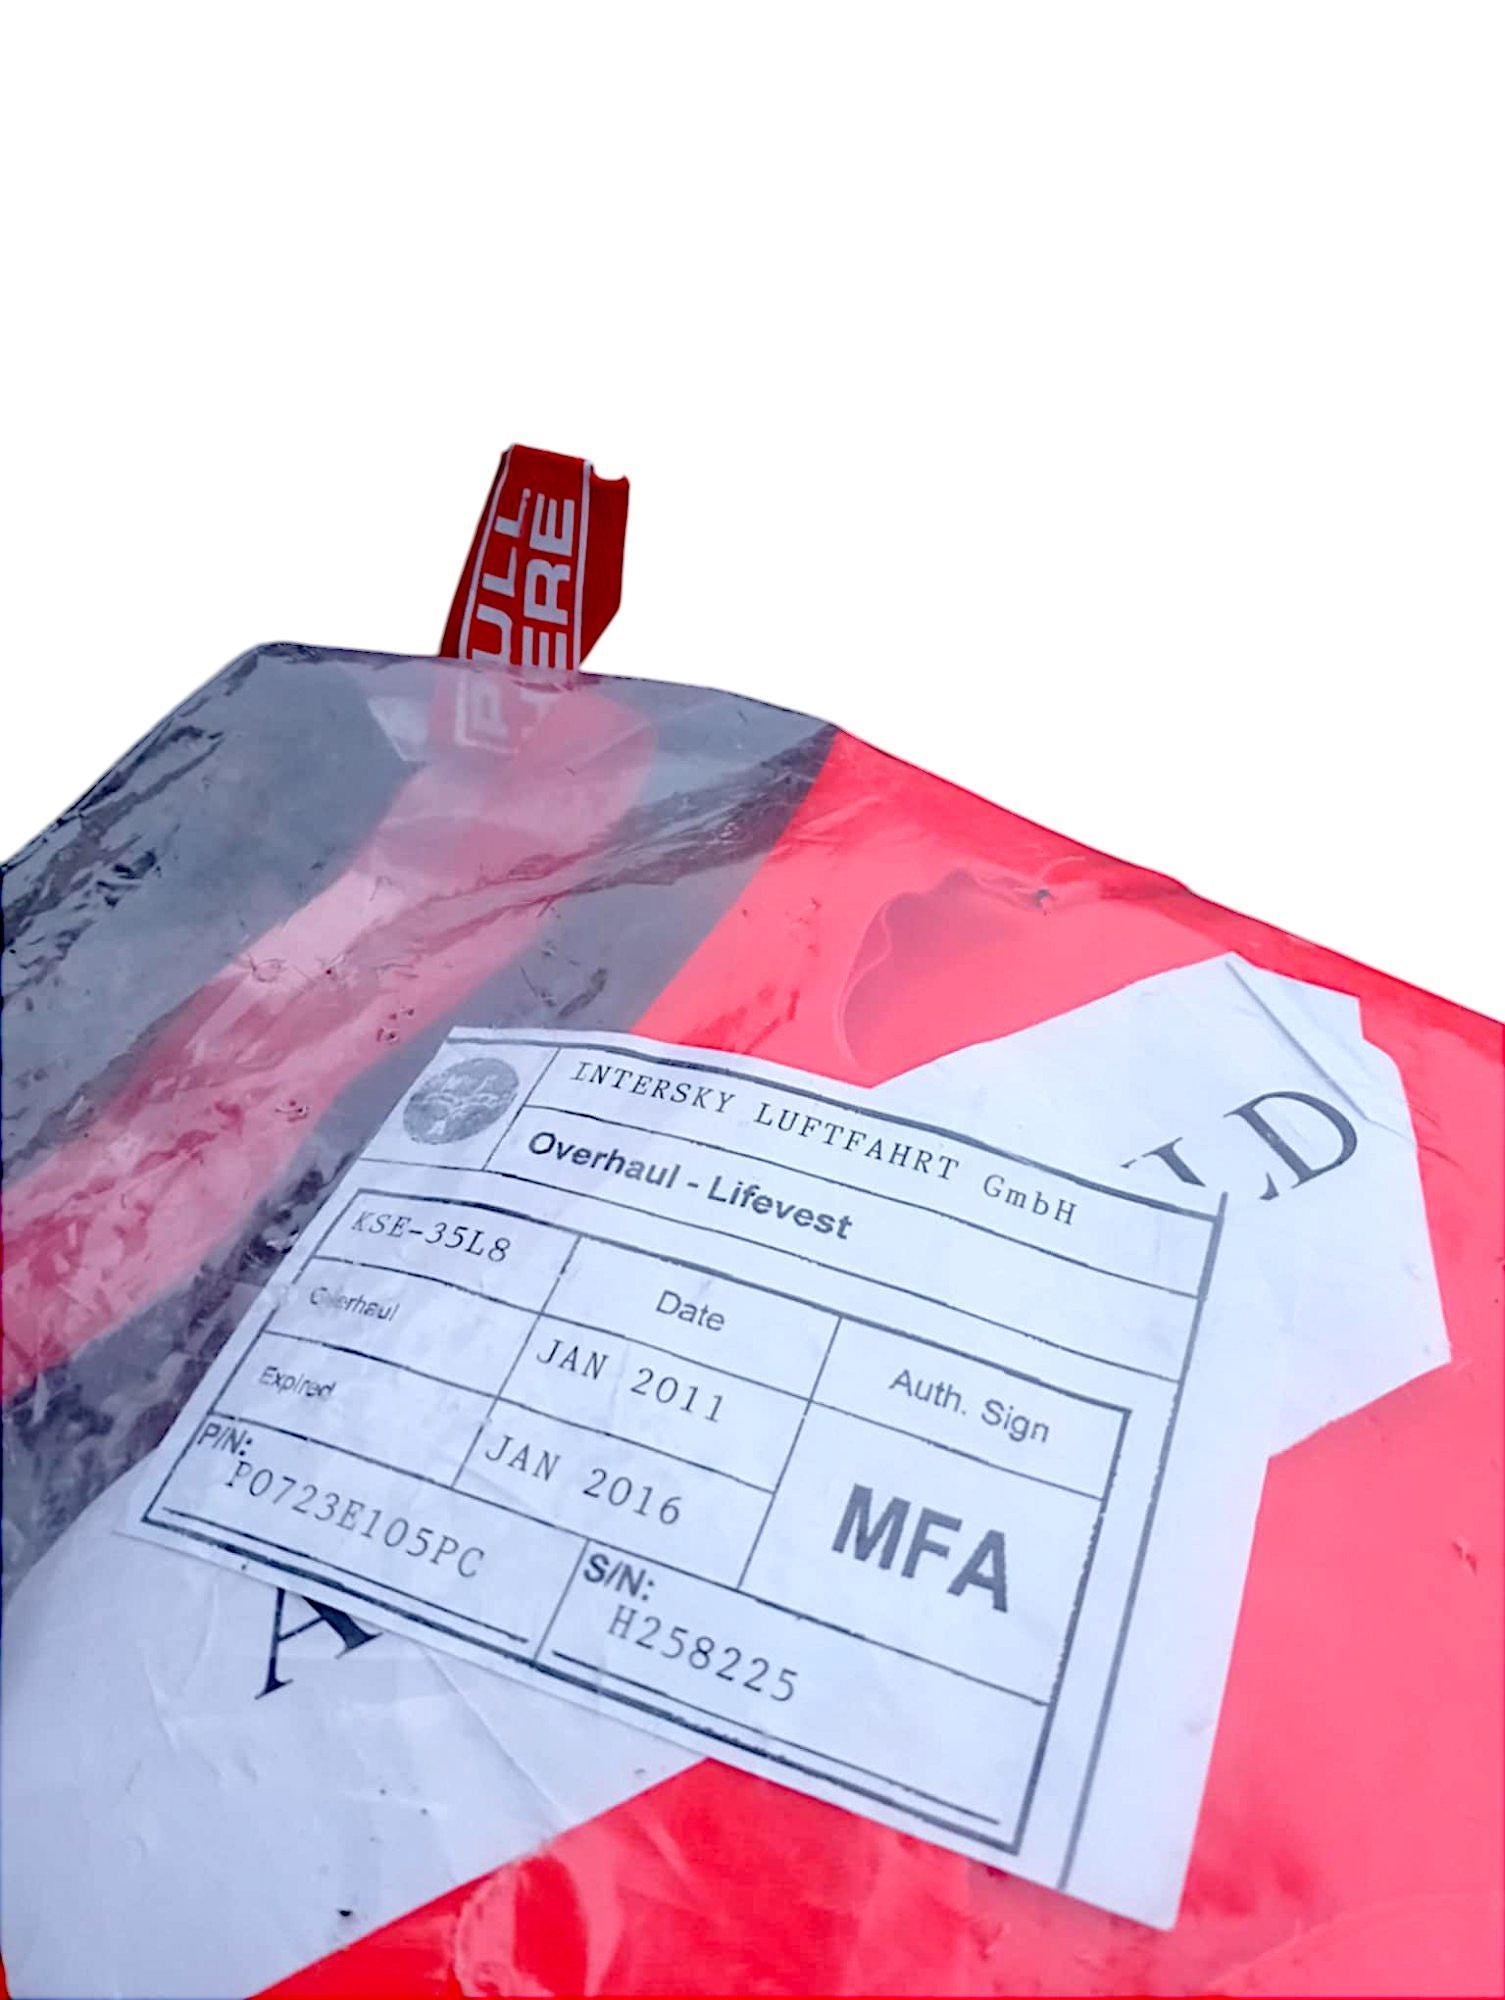 PULL
HERE
INTERSKY LUFTFAHRT GmbH
Overhaul - Lifevest
KSE-35L8
Date
Auth. Sign
Overhaul
JAN 2011
Expired
JAN 2016
MFA
P/N:
P0723E105PC
S/N:
H258225
LD
A